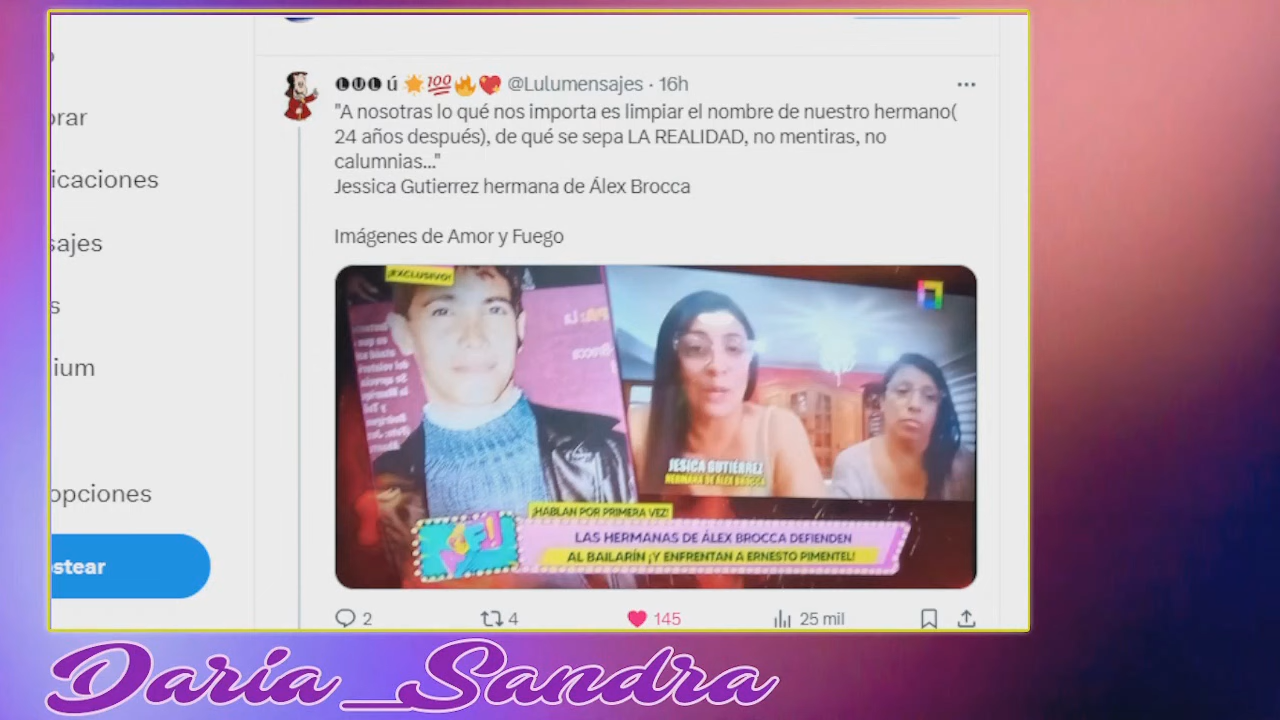 orar
icaciones
sajes
s
ium
opciones
ostear
LULú 🌟💯🔥💖 @Lulumensajes · 16h
"A nosotras lo qué nos importa es limpiar el nombre de nuestro hermano(
24 años después), de qué se sepa LA REALIDAD, no mentiras, no
calumnias..."
Jessica Gutierrez hermana de Álex Brocca
Imágenes de Amor y Fuego
¡EXCLUSIVO!
JESICA GUTIÉRREZ
HERMANA DE ÁLEX BROCCA
¡HABLAN POR PRIMERA VEZ!
LAS HERMANAS DE ÁLEX BROCCA DEFIENDEN
AL BAILARÍN ¡Y ENFRENTAN A ERNESTO PIMENTEL!
2
4
145
25 mil
Daria_Sandra